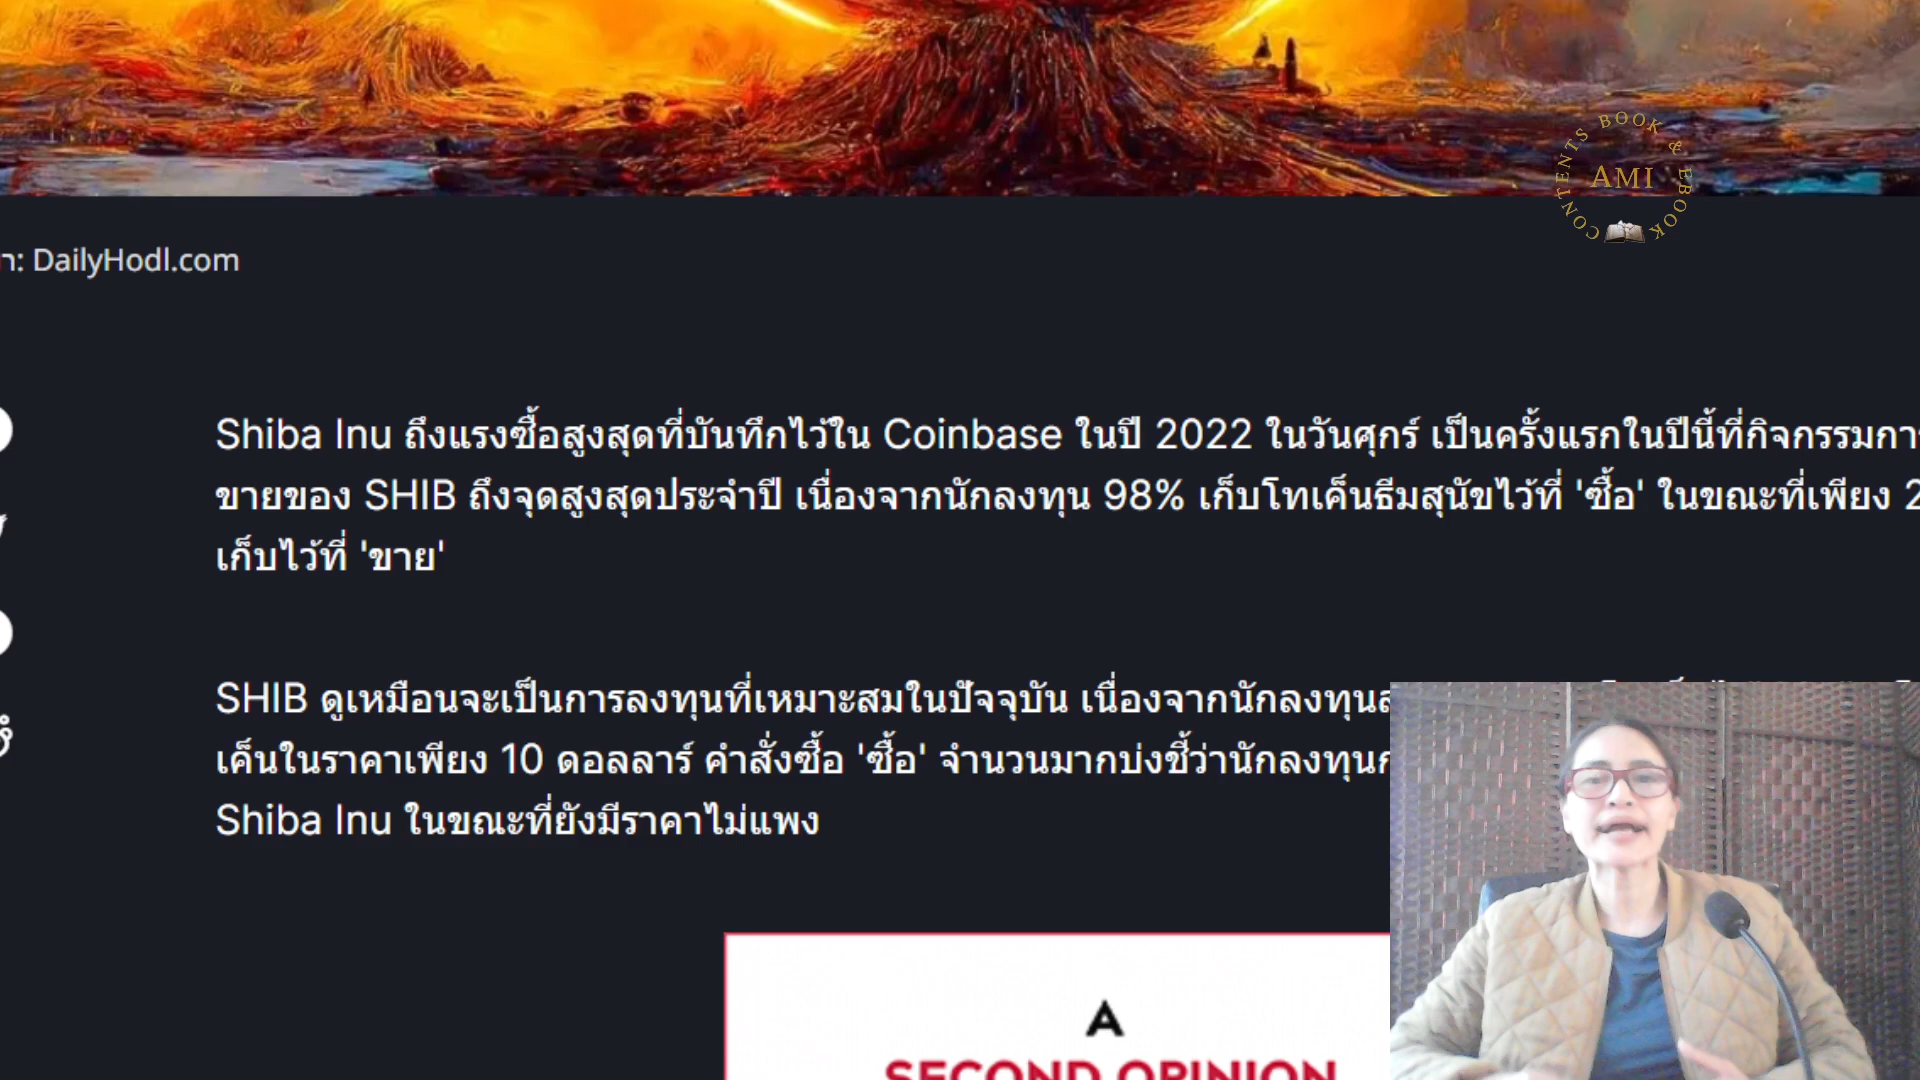 CONTENTS BOOK & EBOOK
AMI
DailyHodl.com
Shiba Inu ถึงแรงซื้อสูงสุดที่บันทึกไว้ใน Coinbase ในปี 2022 ในวันศุกร์ เป็นครั้งแรกในปีนี้ที่กิจกรรมการ
ขายของ SHIB ถึงจุดสูงสุดประจำปี เนื่องจากนักลงทุน 98% เก็บโทเค็นธีมสุนัขไว้ที่ 'ซื้อ' ในขณะที่เพียง 2
เก็บไว้ที่ 'ขาย'
SHIB ดูเหมือนจะเป็นการลงทุนที่เหมาะสมในปัจจุบัน เนื่องจากนักลงทุน
เค็นในราคาเพียง 10 ดอลลาร์ คำสั่งซื้อ 'ซื้อ' จำนวนมากบ่งชี้ว่านักลงทุน
Shiba Inu ในขณะที่ยังมีราคาไม่แพง
A
SECOND OPINION